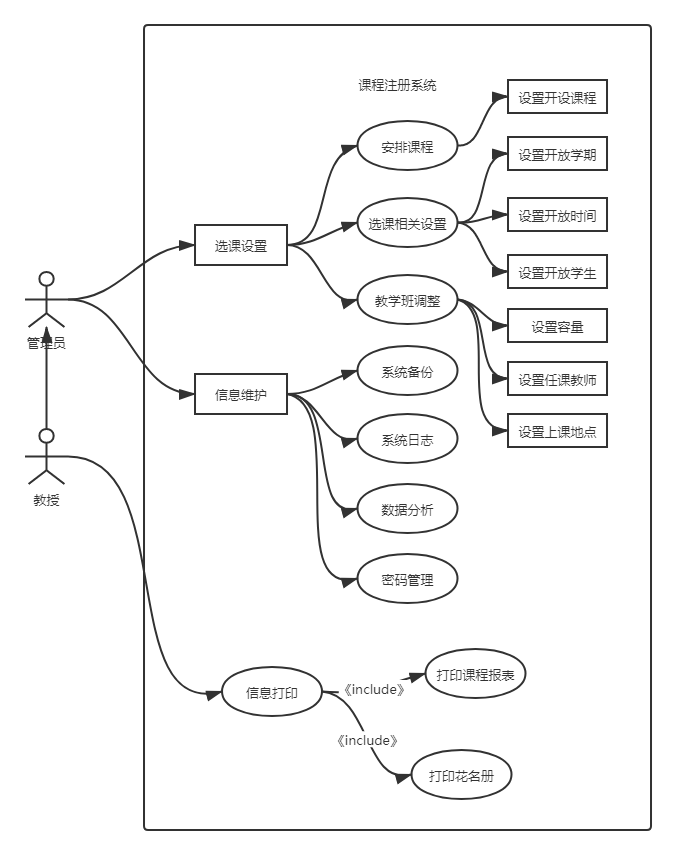 课程注册系统
设置开设课程
安排课程
设置开放学期
选课相关设置
设置开放时间
选课设置
设置开放学生
教学班调整
设置容量
管理员
系统备份
设置任课教师
信息维护
系统日志
设置上课地点
教授
数据分析
密码管理
打印课程报表
信息打印
《include》
《include》
打印花名册